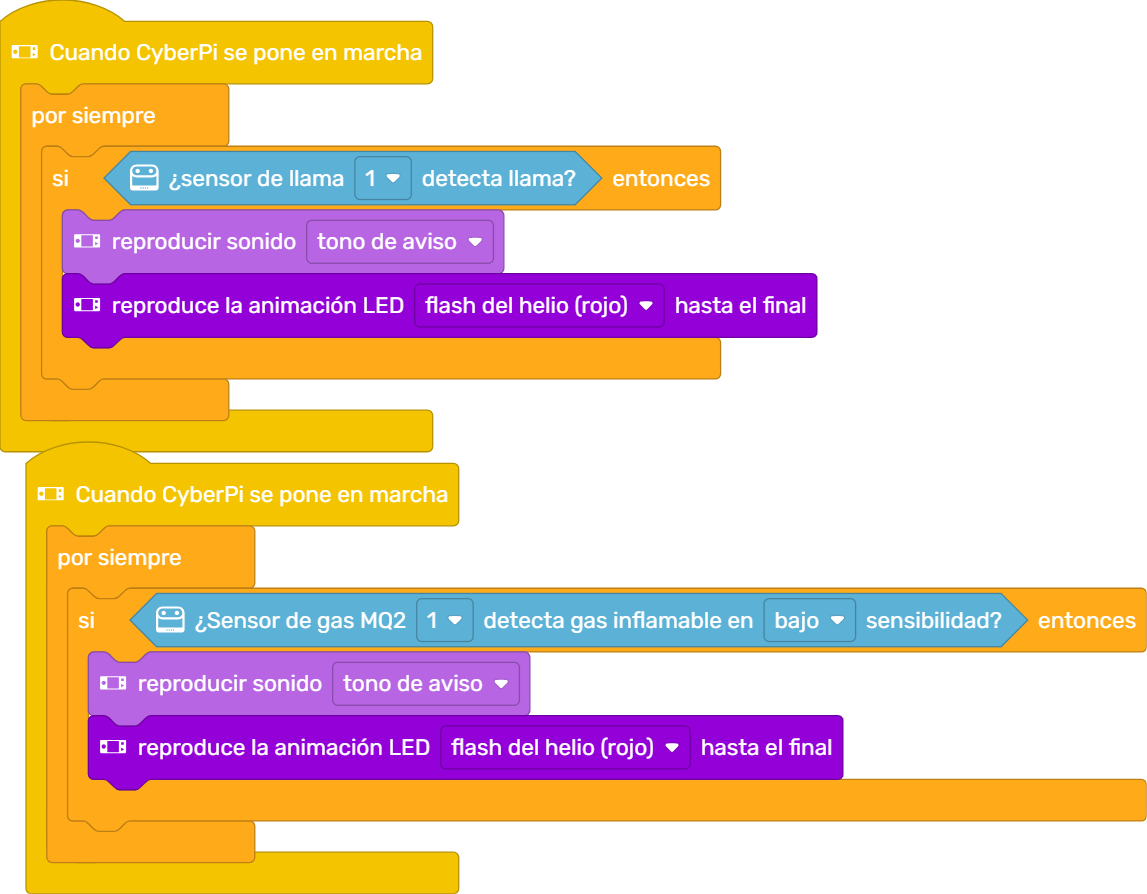 Cuando CyberPi se pone en marcha
por siempre
si ¿sensor de llama 1 detecta llama? entonces
reproducir sonido tono de aviso
reproduce la animación LED flash del helio (rojo) hasta el final
Cuando CyberPi se pone en marcha
por siempre
si ¿Sensor de gas MQ2 1 detecta gas inflamable en bajo sensibilidad? entonces
reproducir sonido tono de aviso
reproduce la animación LED flash del helio (rojo) hasta el final